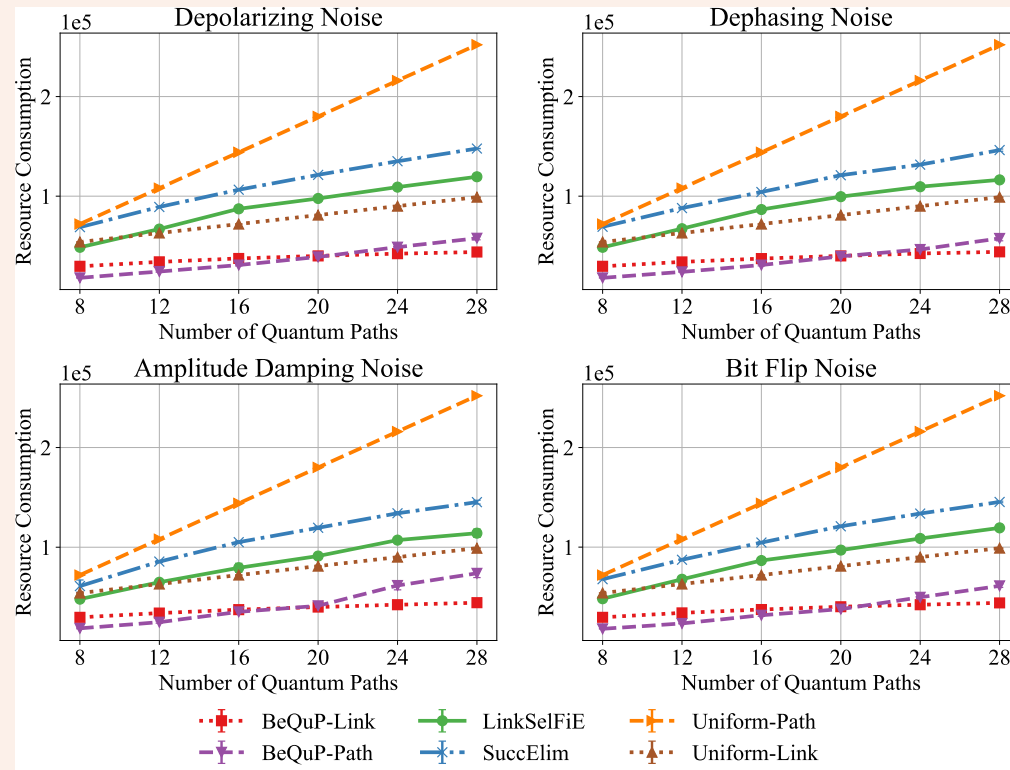 Depolarizing Noise
1e5
Resource Consumption
2
1
8 12 16 20 24 28
Number of Quantum Paths
Dephasing Noise
1e5
Resource Consumption
2
1
8 12 16 20 24 28
Number of Quantum Paths
Amplitude Damping Noise
1e5
Resource Consumption
2
1
8 12 16 20 24 28
Number of Quantum Paths
Bit Flip Noise
1e5
Resource Consumption
2
1
8 12 16 20 24 28
Number of Quantum Paths
BeQuP-Link LinkSelFiE Uniform-Path
BeQuP-Path SuccElim Uniform-Link